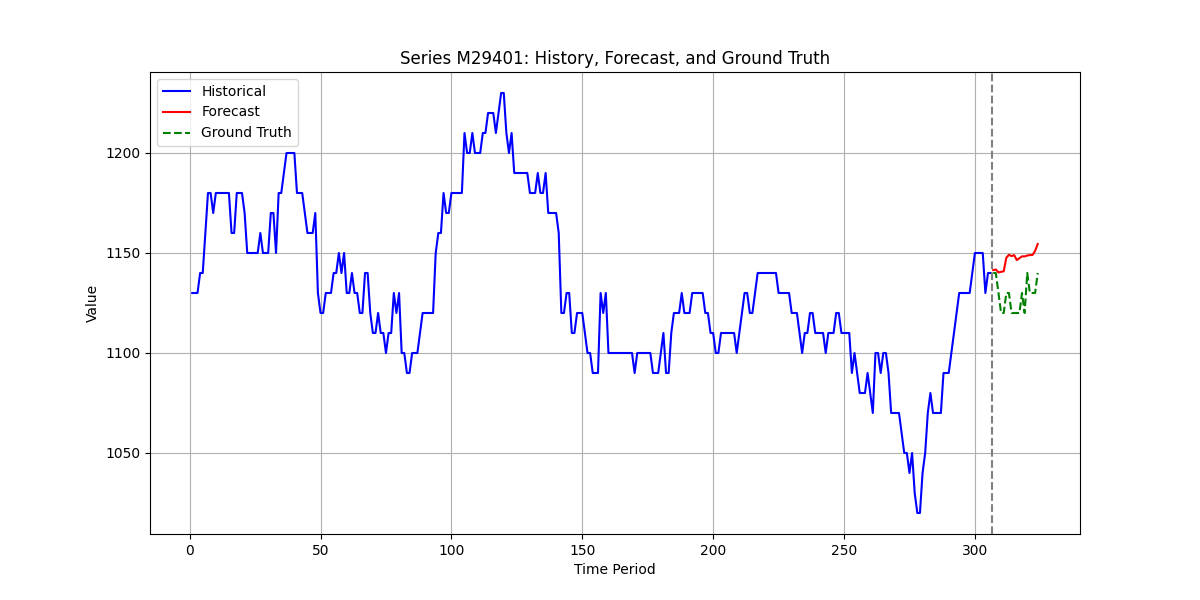 Series M29401: History, Forecast, and Ground Truth
Historical
Forecast
Ground Truth
1200
1150
1100
1050
Value
0 50 100 150 200 250 300
Time Period